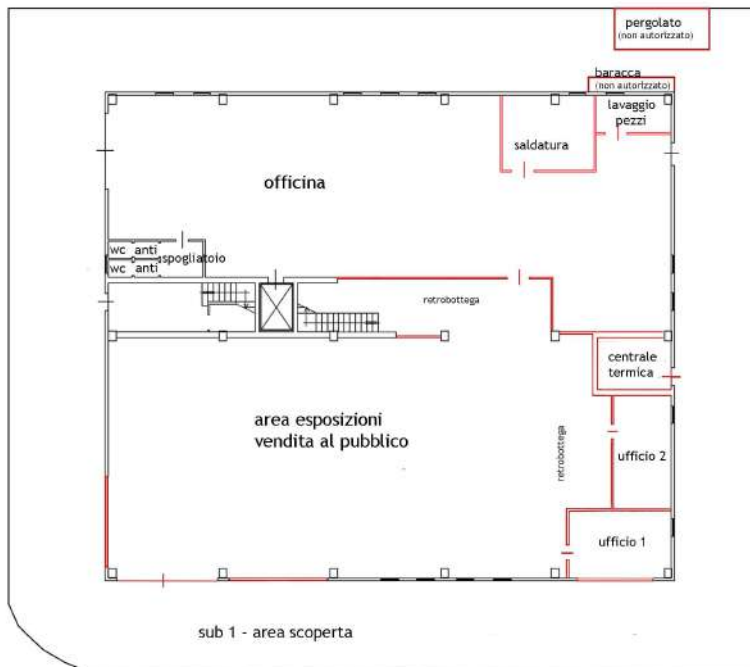 pergolato
(non autorizzato)
baracca
(non autorizzato)
lavaggio
pezzi
saldatura
officina
wc anti
spogliatoio
wc anti
retrobottega
centrale
termica
area esposizioni
vendita al pubblico
retrobottega
ufficio 2
ufficio 1
sub 1 - area scoperta